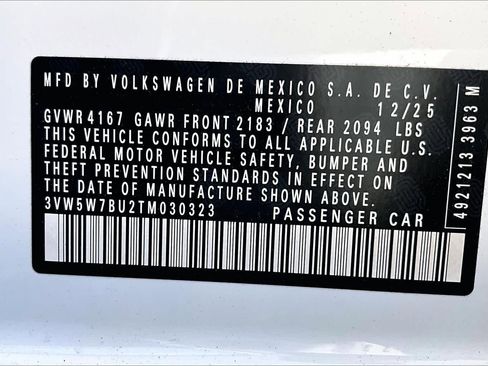 MFD BY VOLKSWAGEN DE MEXICO S.A. DE C.V.
MEXICO 12/25
GVWR 4167 GAWR FRONT 2183 / REAR 2094 LBS
THIS VEHICLE CONFORMS TO ALL APPLICABLE U.S.
FEDERAL MOTOR VEHICLE SAFETY, BUMPER AND
THEFT PREVENTION STANDARDS IN EFFECT ON
THE DATE OF MANUFACTURE SHOWN ABOVE.
3VW5W7BU2TM030323 PASSENGER CAR
4921213 3963 M